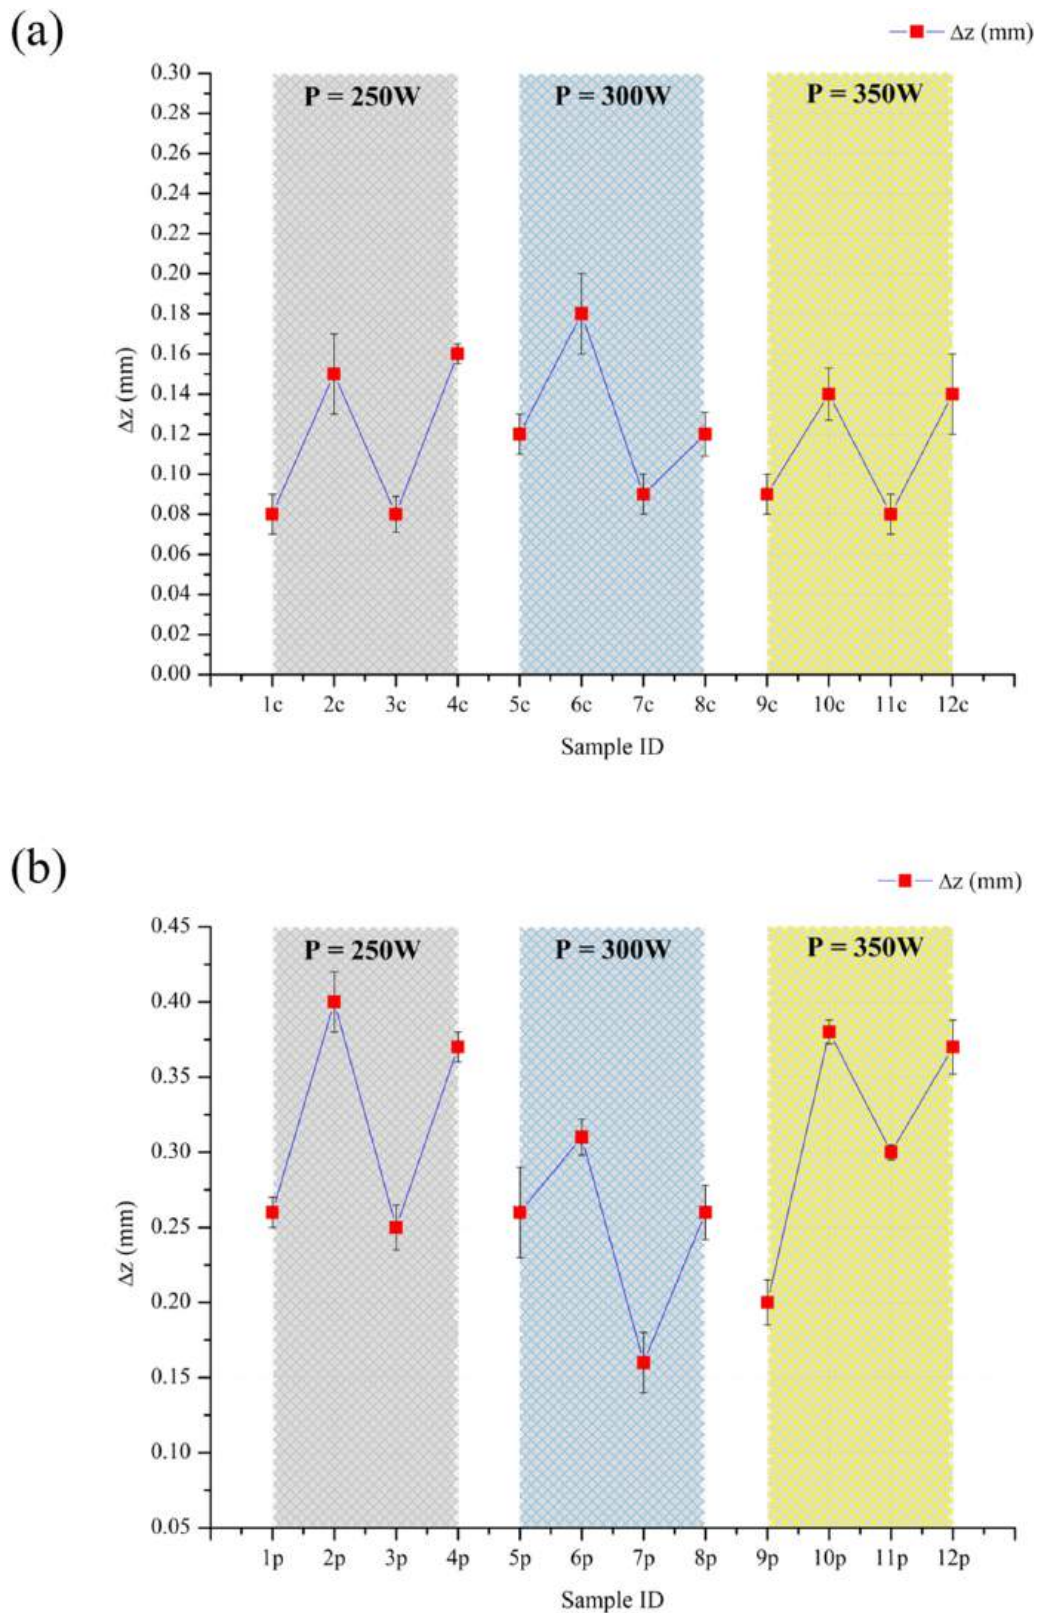 (a)
Δz (mm)
P = 250W P = 300W P = 350W
0.30
0.28
0.26
0.24
0.22
0.20
0.18
0.16
0.14
0.12
0.10
0.08
0.06
0.04
0.02
0.00
Δz (mm)
1c 2c 3c 4c 5c 6c 7c 8c 9c 10c 11c 12c
Sample ID
(b)
Δz (mm)
P = 250W P = 300W P = 350W
0.45
0.40
0.35
0.30
0.25
0.20
0.15
0.10
0.05
Δz (mm)
1p 2p 3p 4p 5p 6p 7p 8p 9p 10p 11p 12p
Sample ID